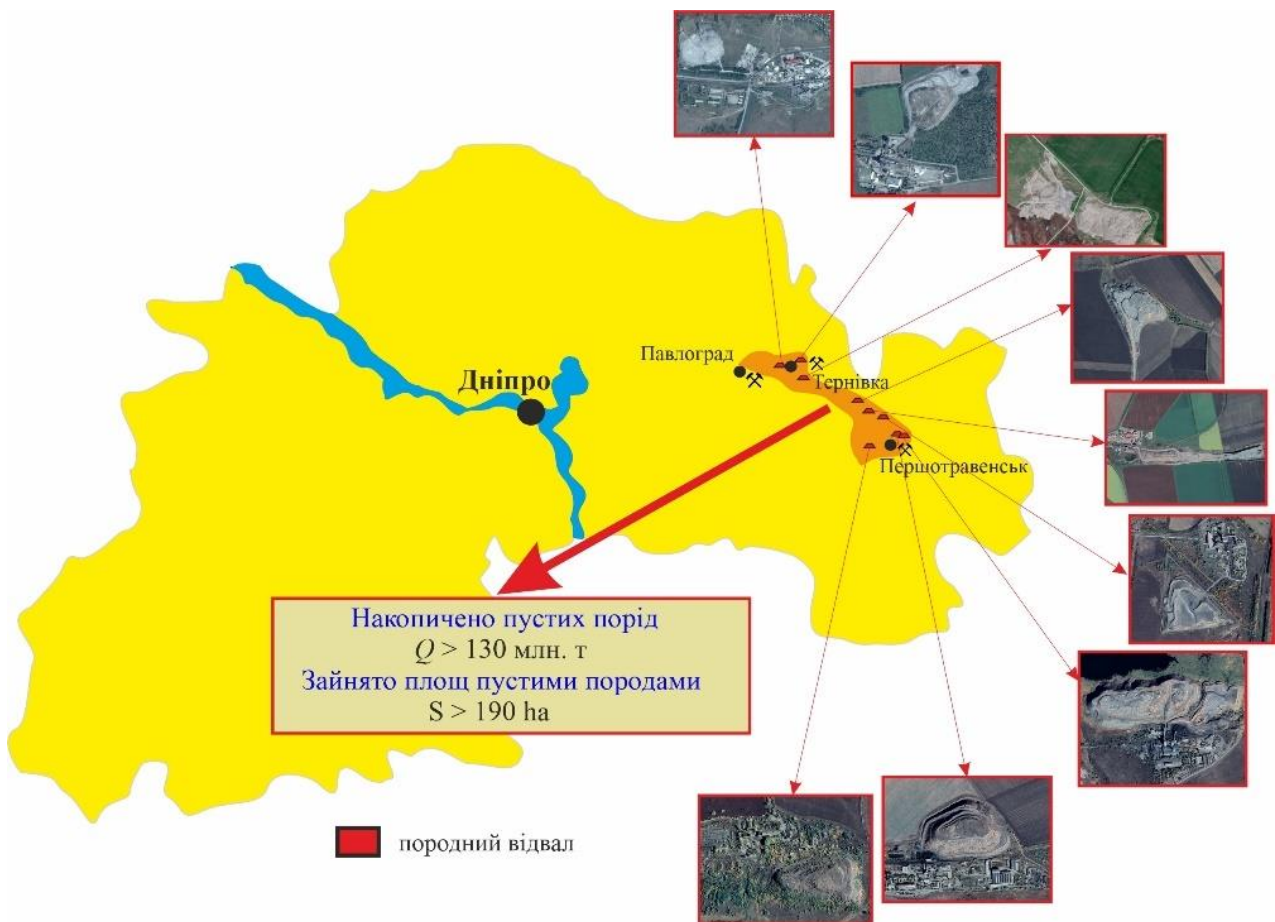 Павлоград
Дніпро
Тернівка
Першотравенськ
Накопичено пустих порід
Q > 130 млн. т
Зайнято площ пустими породами
S > 190 ha
породний відвал